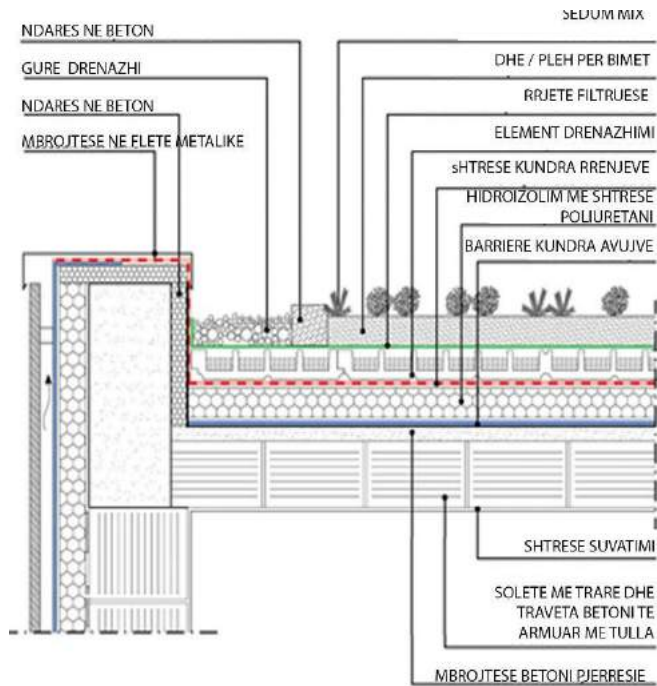 NDARES NE BETON
GURE DRENAZHI
NDARES NE BETON
MBROJTESE NE FLETE METALIKE
SEDUM MIX
DHE / PLEH PER BIMET
RRJETE FILTRUESE
ELEMENT DRENAZHIMI
sHTRESE KUNDRA RRENJEVE
HIDROIZOLIM ME SHTRESE
POLIURETANI
BARRIERE KUNDRA AVUJVE
SHTRESE SUVATIMI
SOLETE ME TRARE DHE
TRAVETA BETONI TE
ARMUAR ME TULLA
MBROJTESE BETONI PJERRESIE